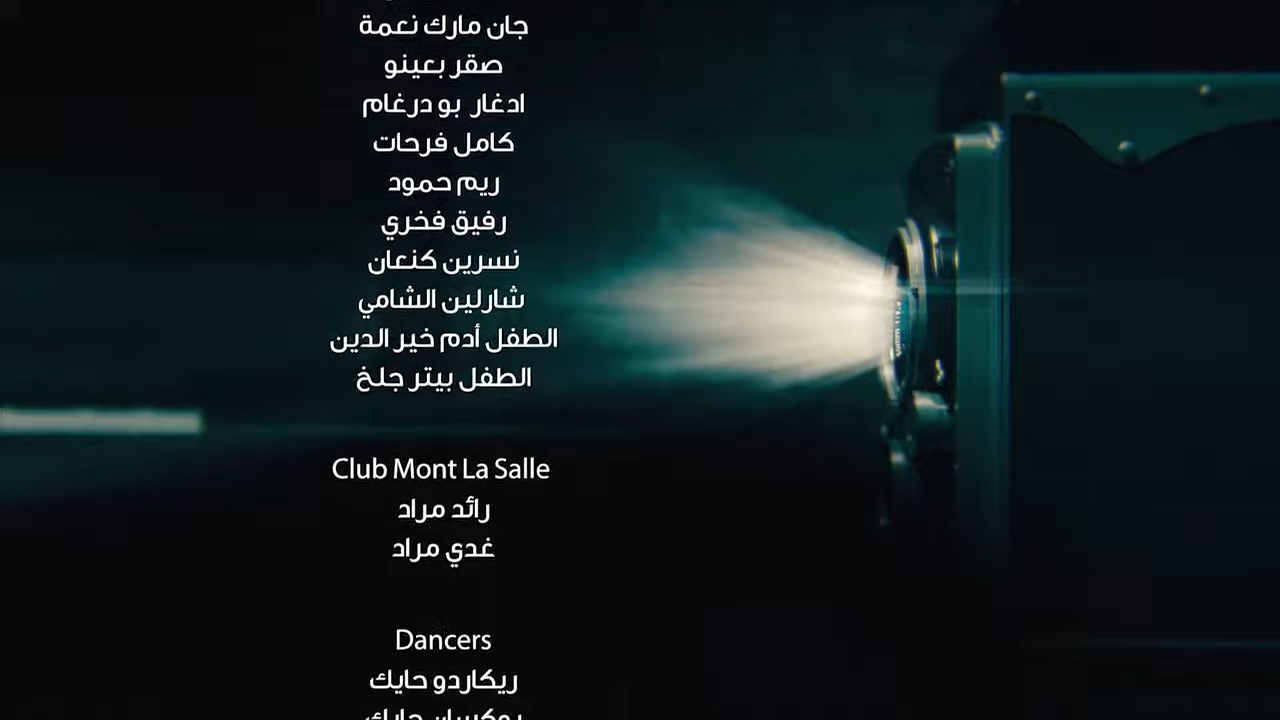 جان مارك نعمة
صقر بعينو
ادغار بو درغام
كامل فرحات
ريم حمود
رفيق فخري
نسرين كنعان
شارلين الشامي
الطفل أدم خير الدين
الطفل بيتر جلخ
Club Mont La Salle
رائد مراد
غدي مراد
Dancers
ريكاردو حايك